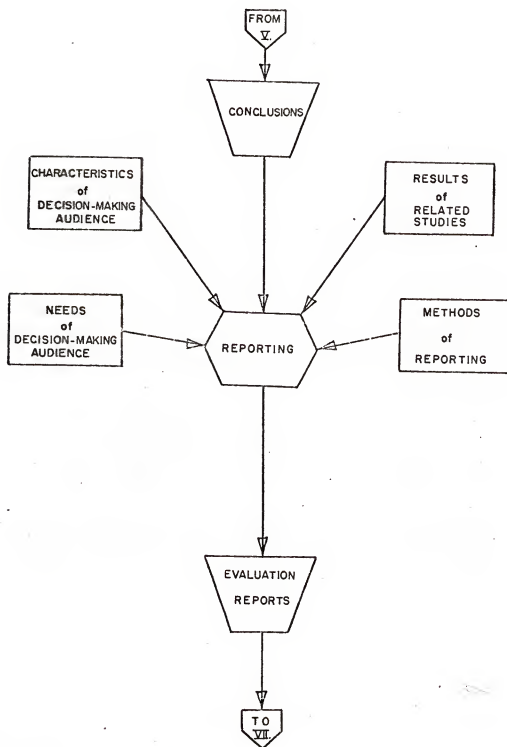 FROM
V.
CONCLUSIONS
CHARACTERISTICS
of
DECISION-MAKING
AUDIENCE
RESULTS
of
RELATED
STUDIES
NEEDS
of
DECISION-MAKING
AUDIENCE
REPORTING
METHODS
of
REPORTING
EVALUATION
REPORTS
TO
VII.